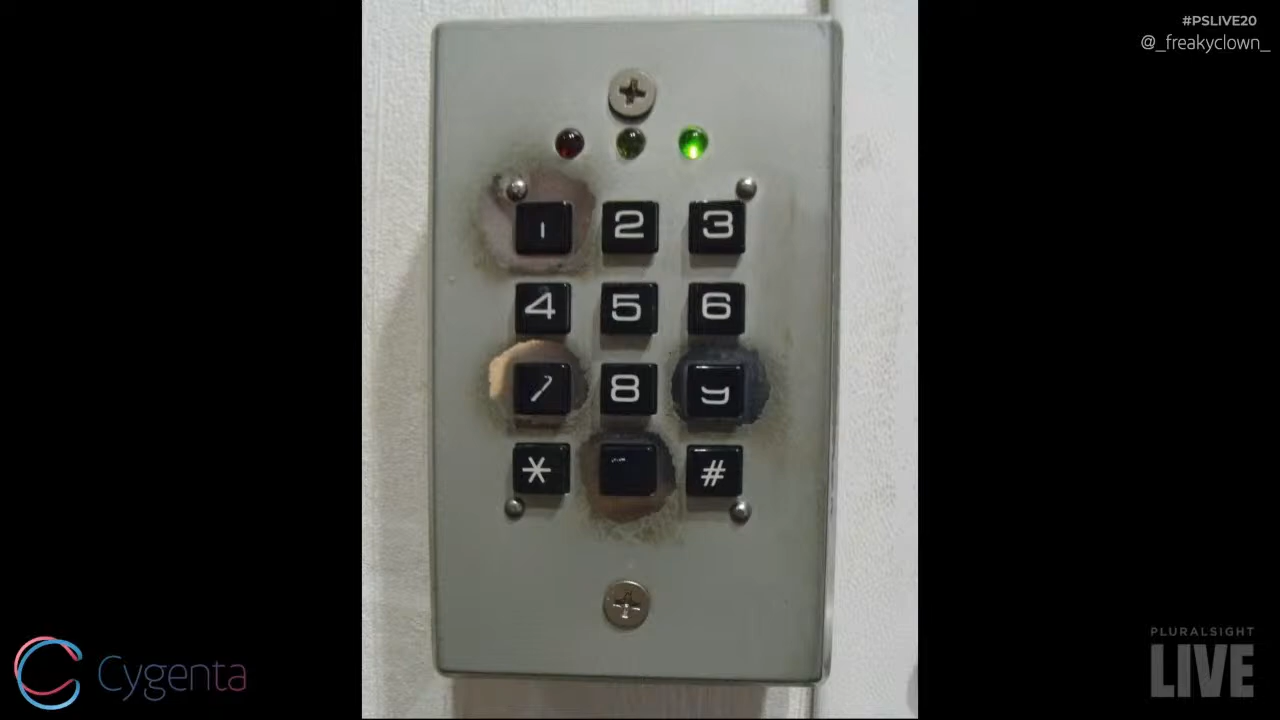 #PSLIVE20
@_freakyclown_
1 2 3
4 5 6
7 8 9
* #
Cygenta
PLURALSIGHT
LIVE